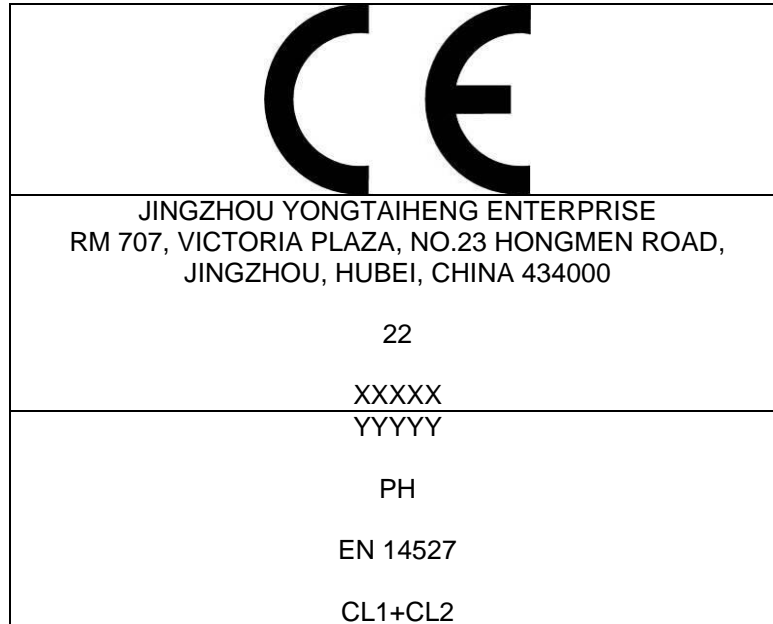 CE
JINGZHOU YONGTAIHENG ENTERPRISE
RM 707, VICTORIA PLAZA, NO.23 HONGMEN ROAD,
JINGZHOU, HUBEI, CHINA 434000
22
XXXXX
YYYYY
PH
EN 14527
CL1+CL2